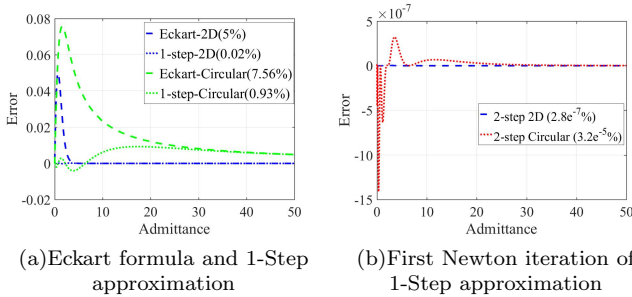 0.08
0.06
0.04
0.02
0
-0.02
Error
Eckart-2D(5%)
1-step-2D(0.02%)
Eckart-Circular(7.56%)
1-step-Circular(0.93%)
0 10 20 30 40 50
Admittance
(a)Eckart formula and 1-Step
approximation
×10⁻⁷
5
0
-5
-10
-15
Error
2-step 2D (2.8e⁻⁷%)
2-step Circular (3.2e⁻⁵%)
0 10 20 30 40 50
Admittance
(b)First Newton iteration of
1-Step approximation